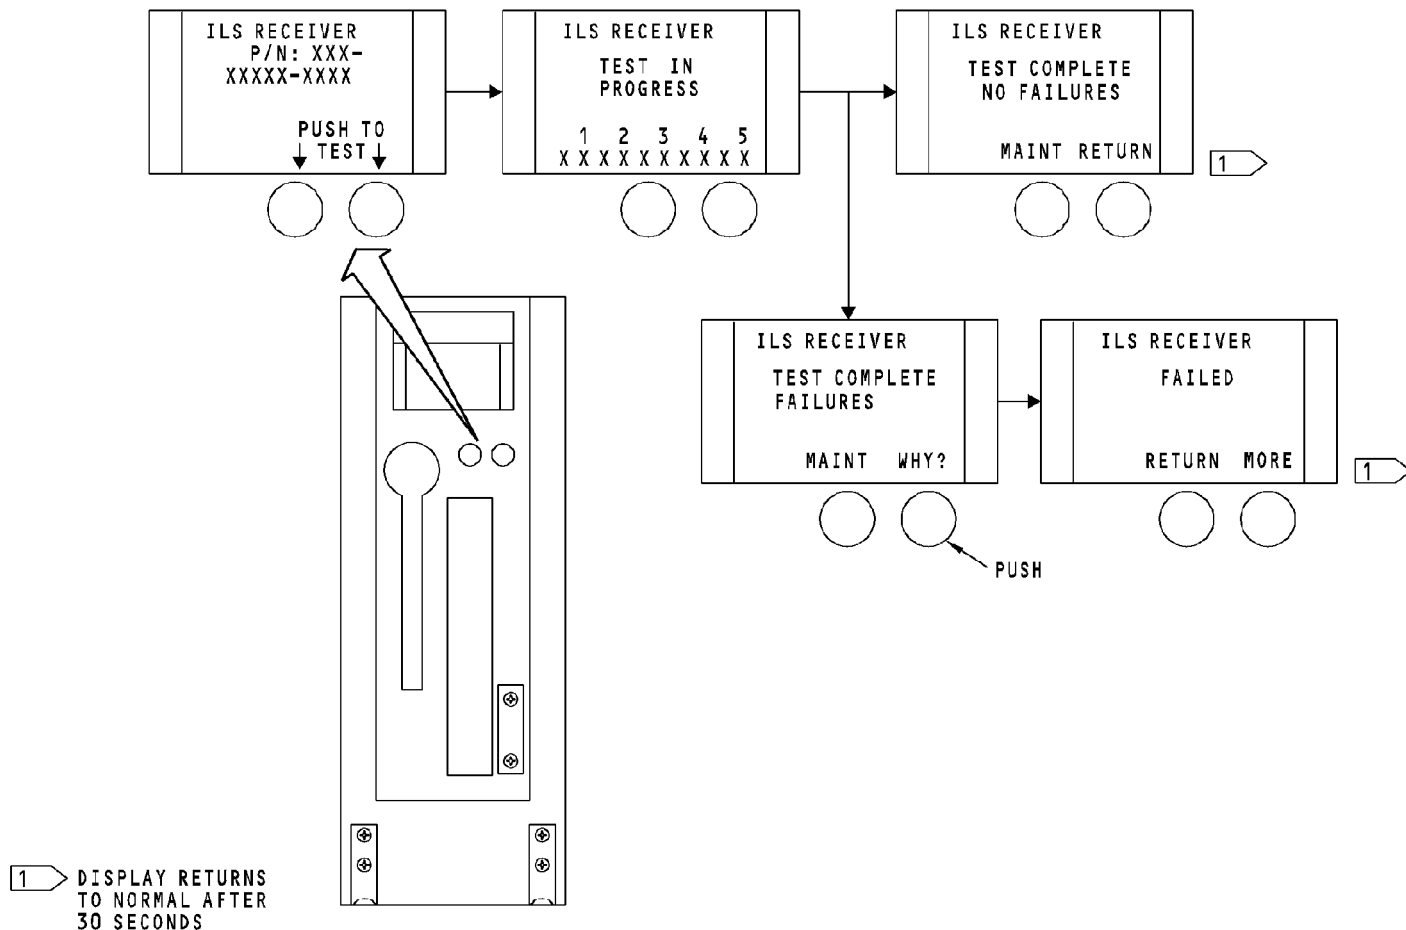 ILS RECEIVER
P/N: XXX-
XXXXX-XXXX
PUSH TO
TEST
ILS RECEIVER
TEST IN
PROGRESS
1 2 3 4 5
X X X X X X X X X X
ILS RECEIVER
TEST COMPLETE
NO FAILURES
MAINT RETURN
1
ILS RECEIVER
TEST COMPLETE
FAILURES
MAINT WHY?
PUSH
ILS RECEIVER
FAILED
RETURN MORE
1
1 DISPLAY RETURNS
TO NORMAL AFTER
30 SECONDS